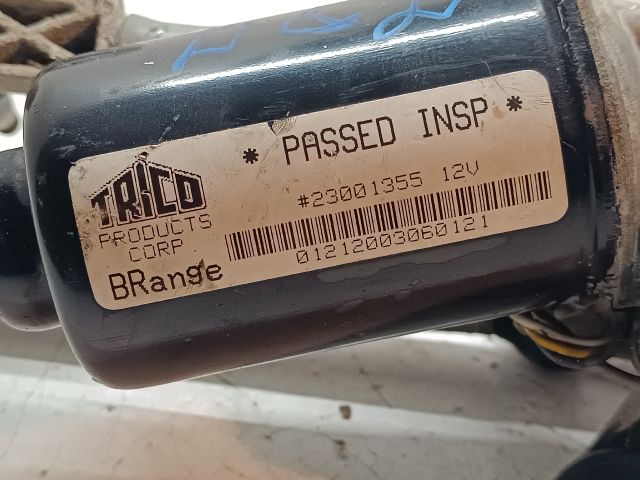 * PASSED INSP *
TRICO
PRODUCTS
CORP
#23001355 12V
01212003060121
BRange